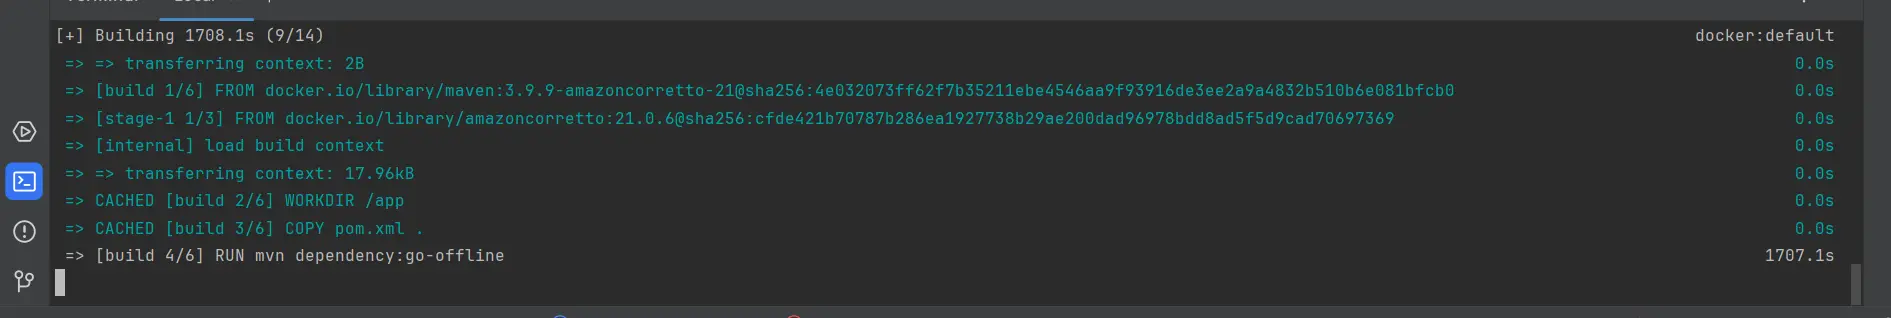 [+] Building 1708.1s (9/14) docker:default
=> => transferring context: 2B 0.0s
=> [build 1/6] FROM docker.io/library/maven:3.9.9-amazoncorretto-21@sha256:4e032073ff62f7b35211ebe4546aa9f93916de3ee2a9a4832b510b6e081bfcb0 0.0s
=> [stage-1 1/3] FROM docker.io/library/amazoncorretto:21.0.6@sha256:cfde421b70787b286ea1927738b29ae200dad96978bdd8ad5f5d9cad70697369 0.0s
=> [internal] load build context 0.0s
=> => transferring context: 17.96kB 0.0s
=> CACHED [build 2/6] WORKDIR /app 0.0s
=> CACHED [build 3/6] COPY pom.xml . 0.0s
=> [build 4/6] RUN mvn dependency:go-offline 1707.1s